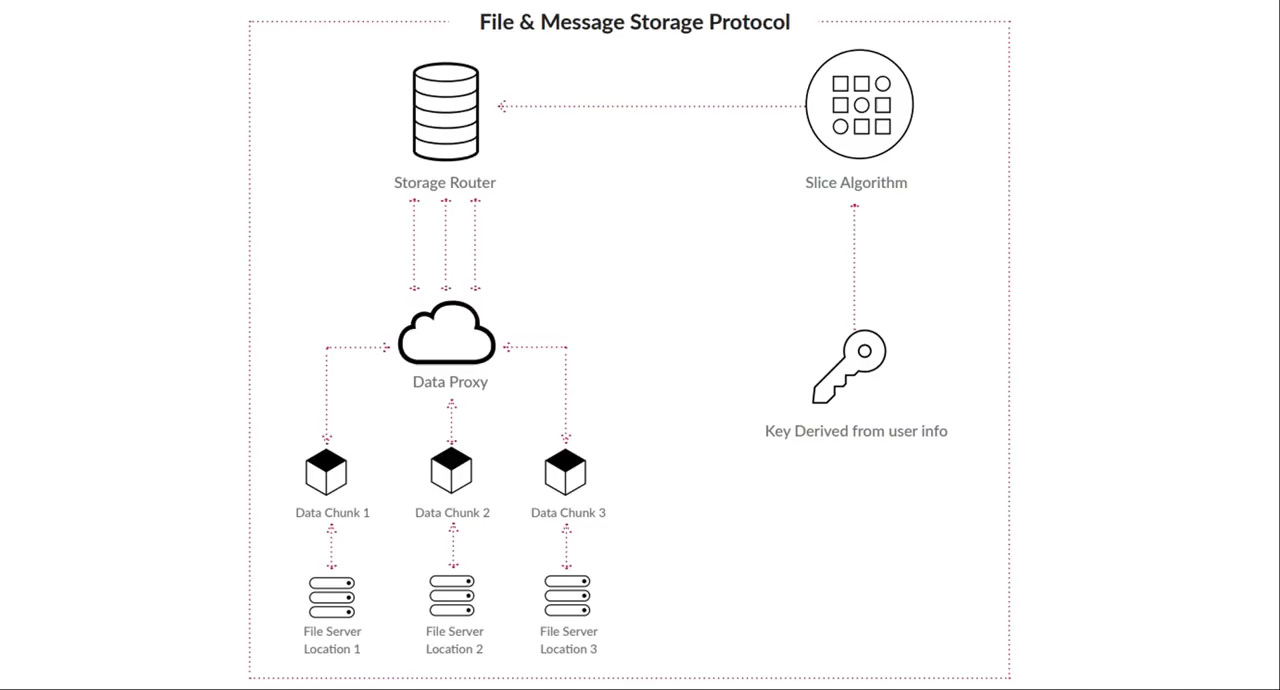 File & Message Storage Protocol
Storage Router
Slice Algorithm
Data Proxy
Key Derived from user info
Data Chunk 1
Data Chunk 2
Data Chunk 3
File Server
Location 1
File Server
Location 2
File Server
Location 3